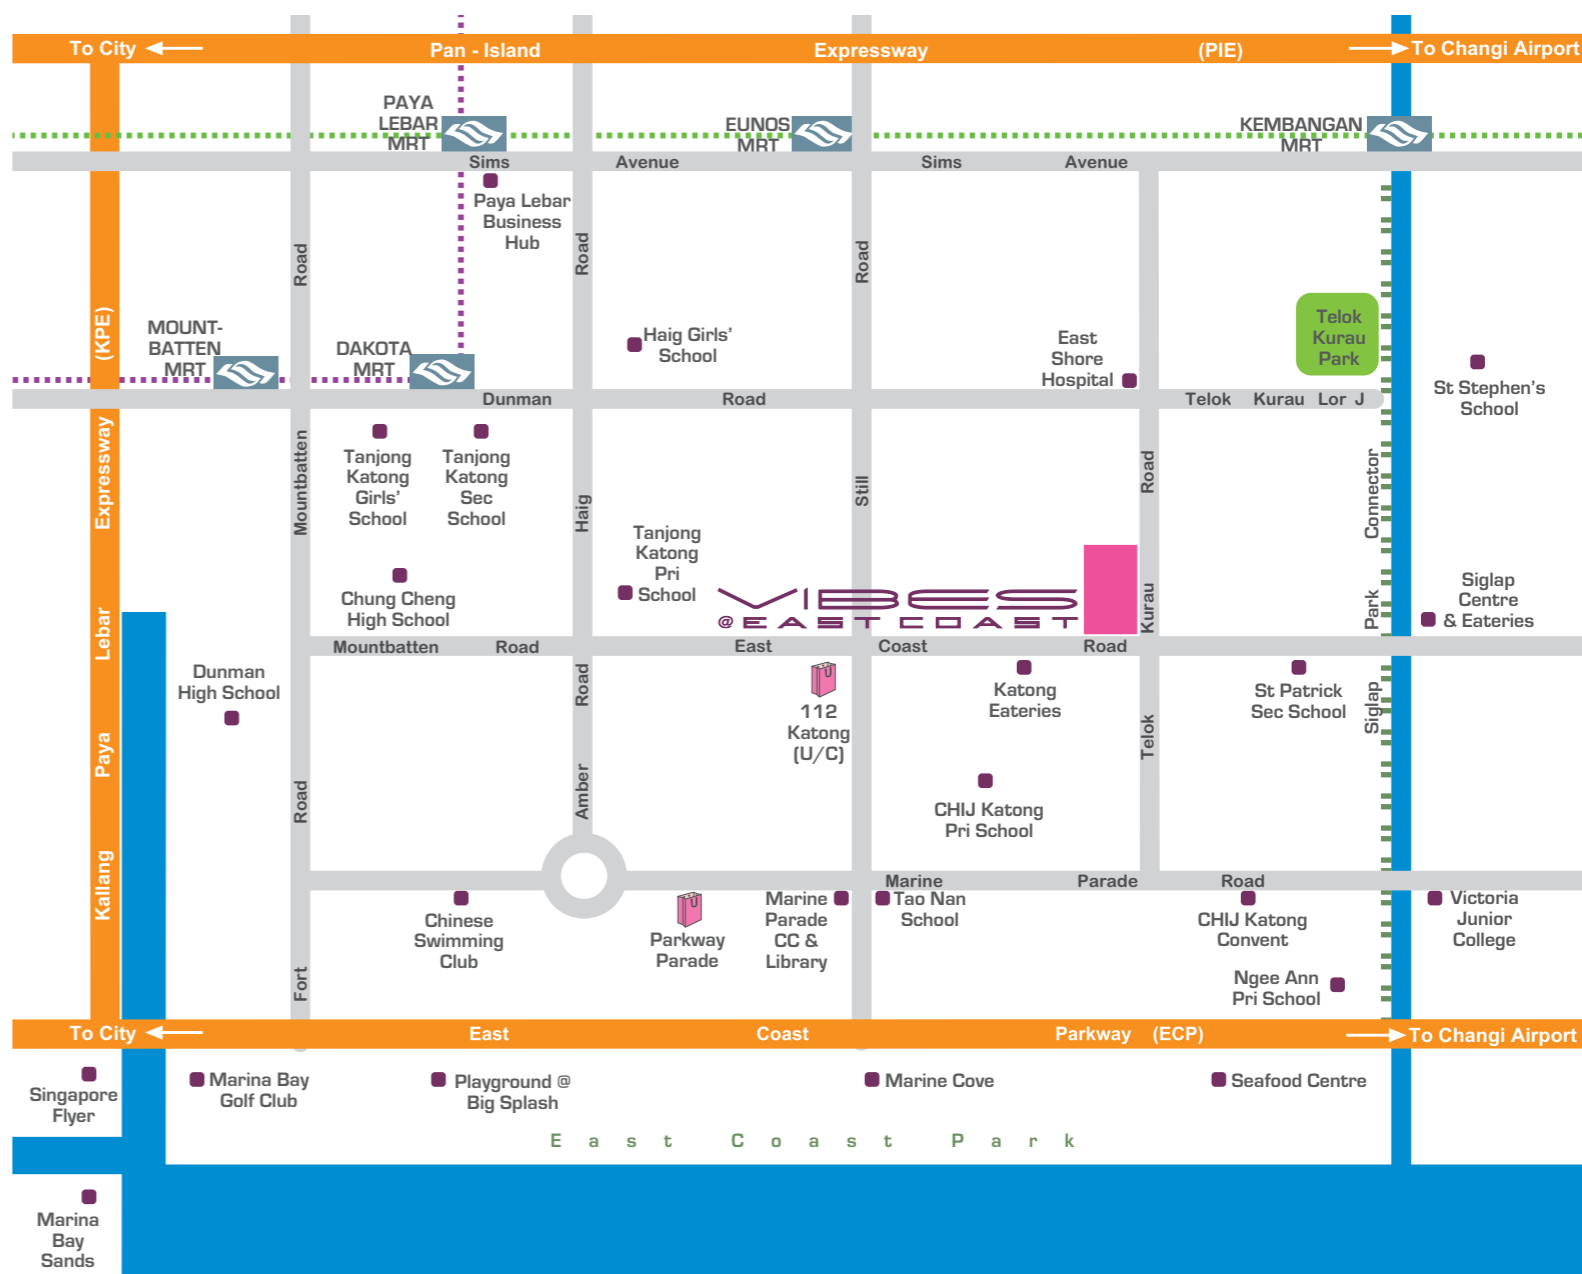 To City
Pan - Island
Expressway
(PIE)
To Changi Airport
PAYA
LEBAR
MRT
EUNOS
MRT
KEMBANGAN
MRT
Sims
Avenue
Sims
Avenue
Paya Lebar
Business
Hub
Road
Road
Road
(KPE)
MOUNT-
BATTEN
MRT
DAKOTA
MRT
Haig Girls'
School
East
Shore
Hospital
Telok
Kurau
Park
St Stephen's
School
Dunman
Road
Telok Kurau Lor J
Expressway
Mountbatten
Tanjong
Katong
Girls'
School
Tanjong
Katong
Sec
School
Haig
Still
Road
Connector
Tanjong
Katong
Pri
School
Chung Cheng
High School
VIBES
@ EAST COAST
Kurau
Park
Siglap
Centre
& Eateries
Lebar
Mountbatten
Road
East
Coast
Road
Dunman
High School
Road
112
Katong
(U/C)
Katong
Eateries
St Patrick
Sec School
Siglap
Paya
Telok
Road
Amber
CHIJ Katong
Pri School
Kallang
Marine
Parade
Road
Chinese
Swimming
Club
Parkway
Parade
Marine
Parade
CC &
Library
Tao Nan
School
CHIJ Katong
Convent
Victoria
Junior
College
Fort
Ngee Ann
Pri School
To City
East
Coast
Parkway (ECP)
To Changi Airport
Singapore
Flyer
Marina Bay
Golf Club
Playground @
Big Splash
Marine Cove
Seafood Centre
East Coast Park
Marina
Bay
Sands